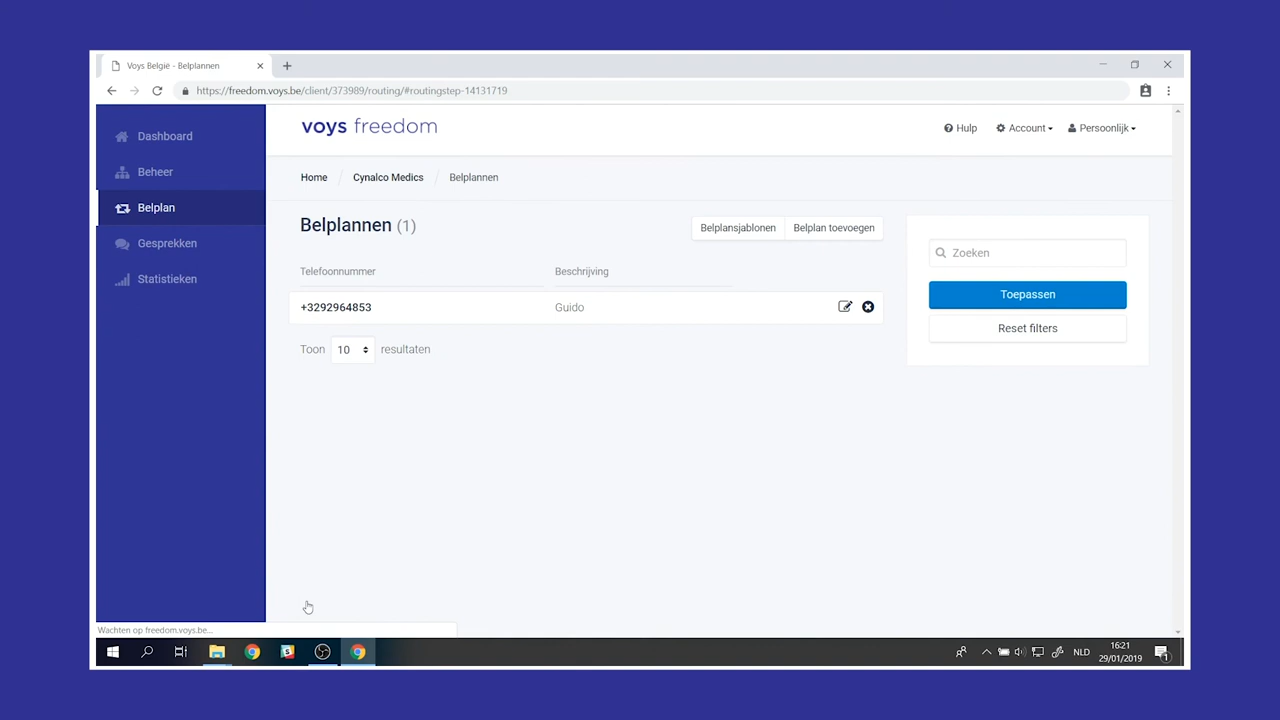 Voys België - Belplannen
https://freedom.voys.be/client/373989/routing/#routingstep-14131719
Dashboard
Beheer
Belplan
Gesprekken
Statistieken
voys freedom
Hulp
Account
Persoonlijk
Home / Cynalco Medics / Belplannen
Belplannen (1)
Belplansjablonen
Belplan toevoegen
Telefoonnummer
Beschrijving
+3292964853
Guido
Toon 10 resultaten
Zoeken
Toepassen
Reset filters
Wachten op freedom.voys.be...
NLD
16:21
29/01/2019
1